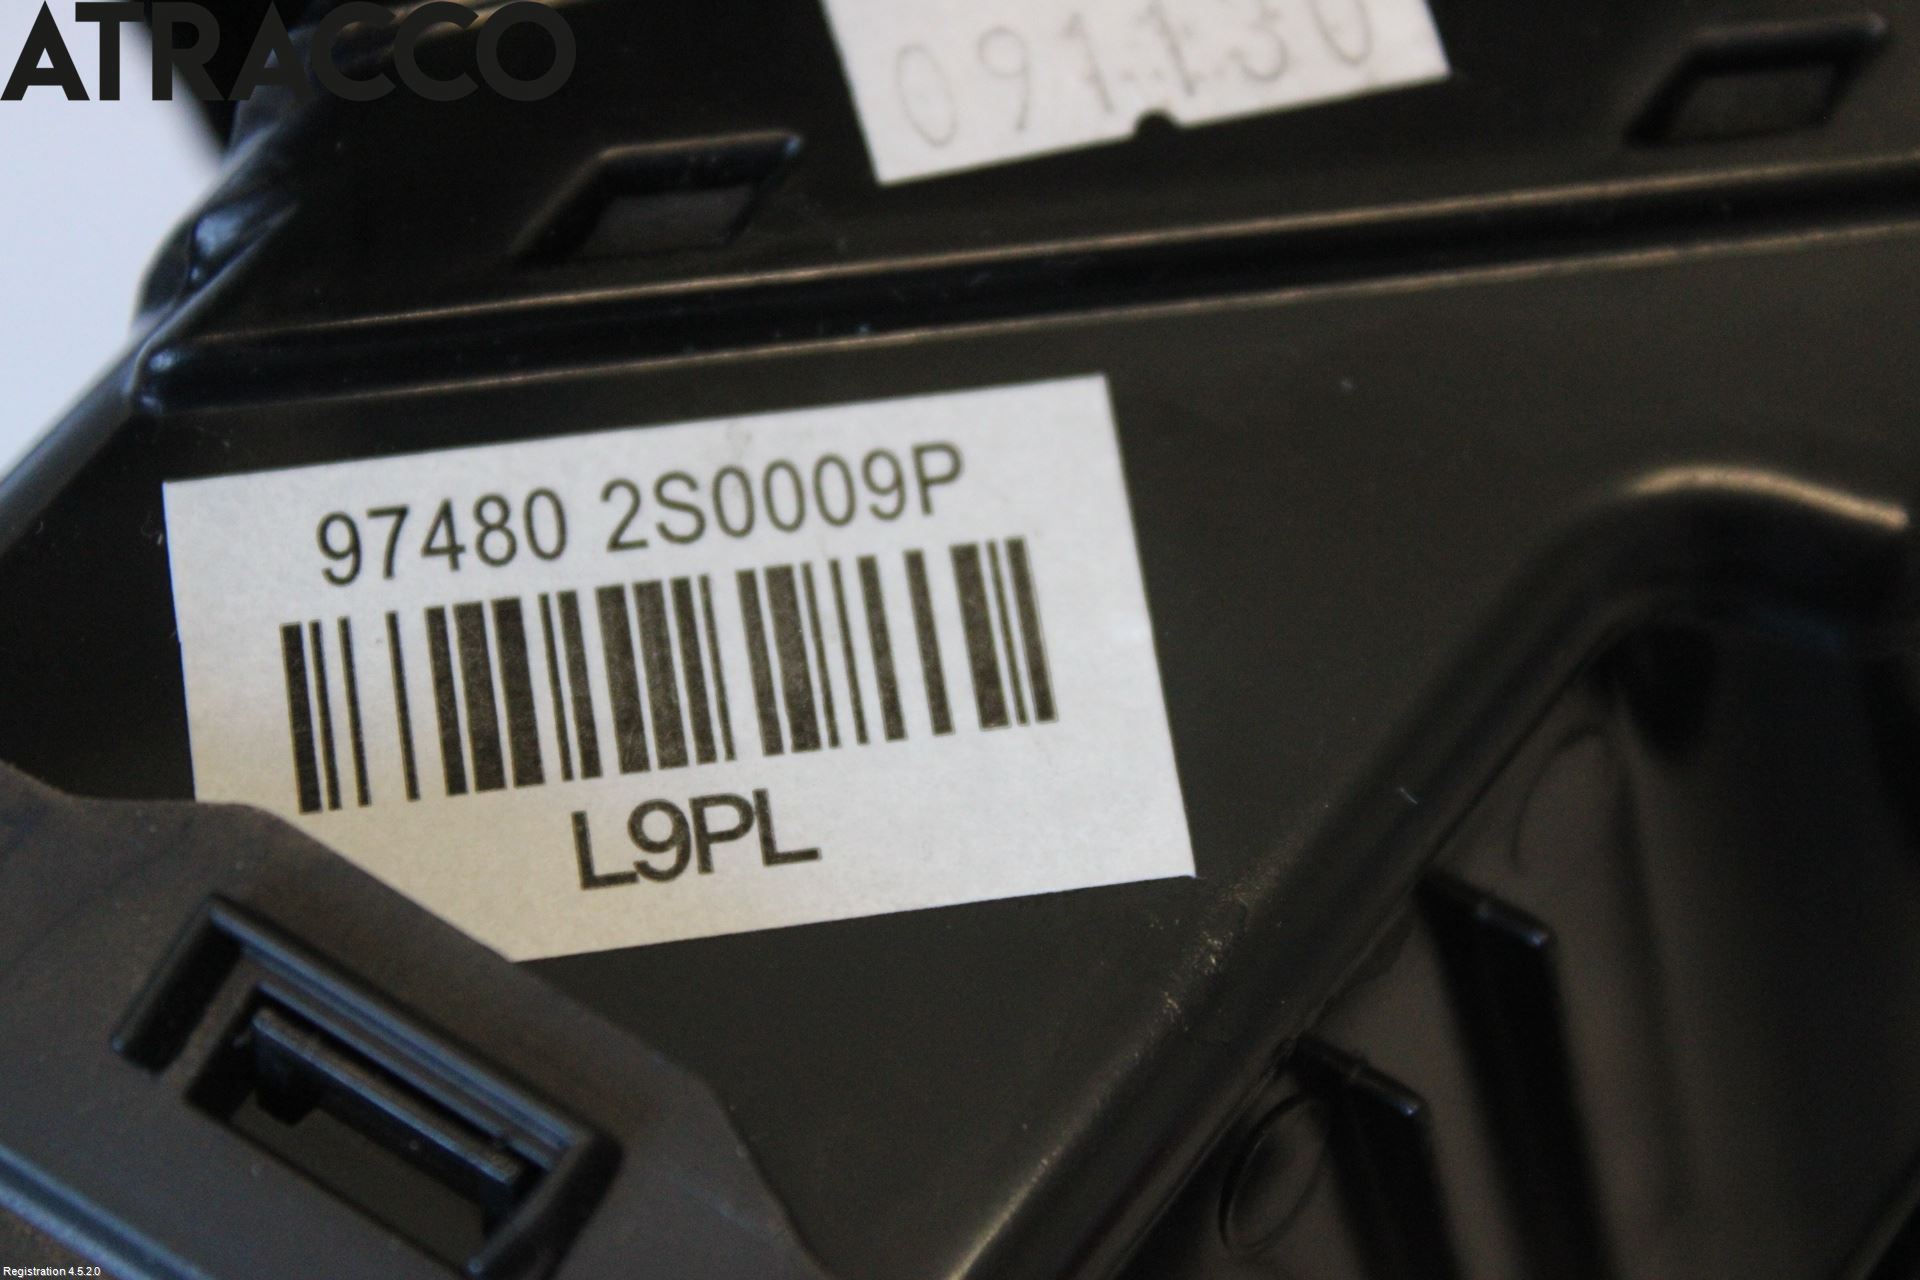 ATRACCO
091130
97480 2S0009P
L9PL
Registration 4.5.2.0